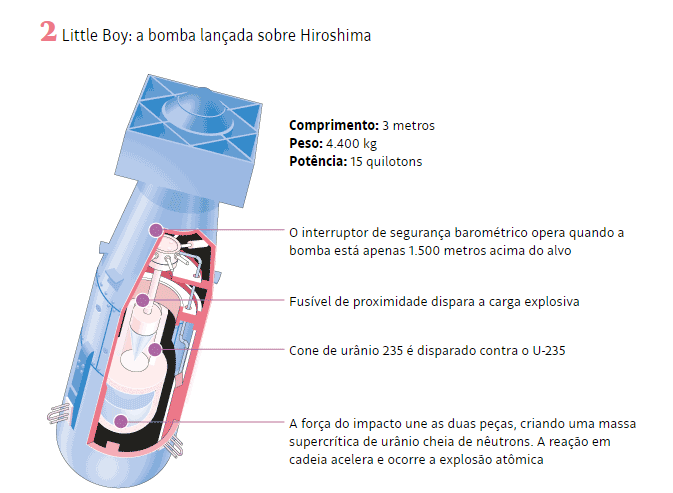 2 Little Boy: a bomba lançada sobre Hiroshima
Comprimento: 3 metros
Peso: 4.400 kg
Potência: 15 quilotons
O interruptor de segurança barométrico opera quando a
bomba está apenas 1.500 metros acima do alvo
Fusível de proximidade dispara a carga explosiva
Cone de urânio 235 é disparado contra o U-235
A força do impacto une as duas peças, criando uma massa
supercrítica de urânio cheia de nêutrons. A reação em
cadeia acelera e ocorre a explosão atômica